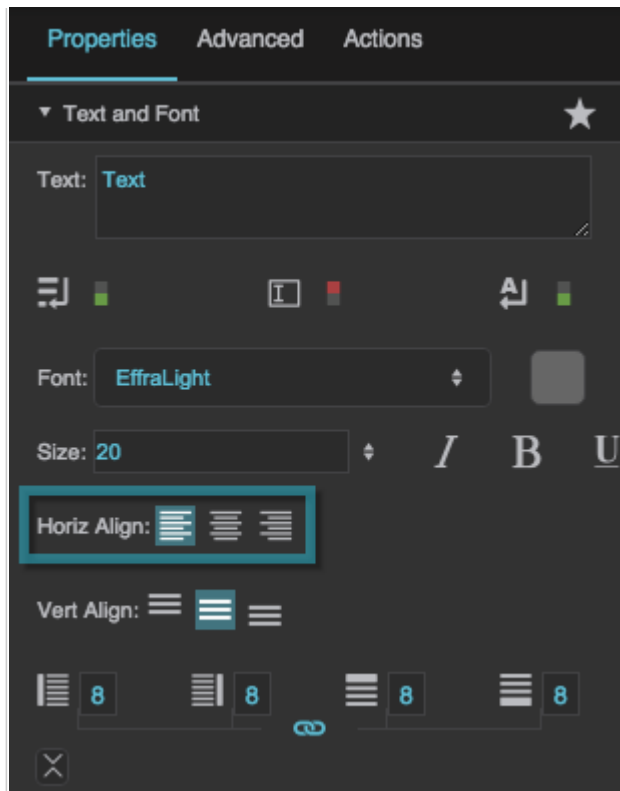 Properties Advanced Actions
Text and Font
Text: Text
Font: EffraLight
Size: 20 I B U
Horiz Align:
Vert Align:
8 8 8 8